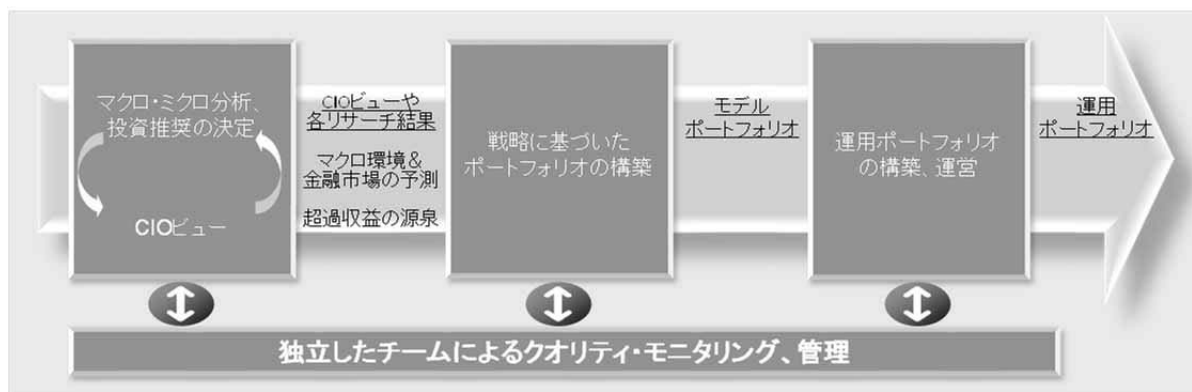 マクロ・ミクロ分析、
投資推奨の決定
CIOビュー
CIOビューや
各リサーチ結果
マクロ環境&
金融市場の予測
超過収益の源泉
戦略に基づいた
ポートフォリオの構築
モデル
ポートフォリオ
運用ポートフォリオ
の構築、運営
運用
ポートフォリオ
独立したチームによるクオリティ・モニタリング、管理